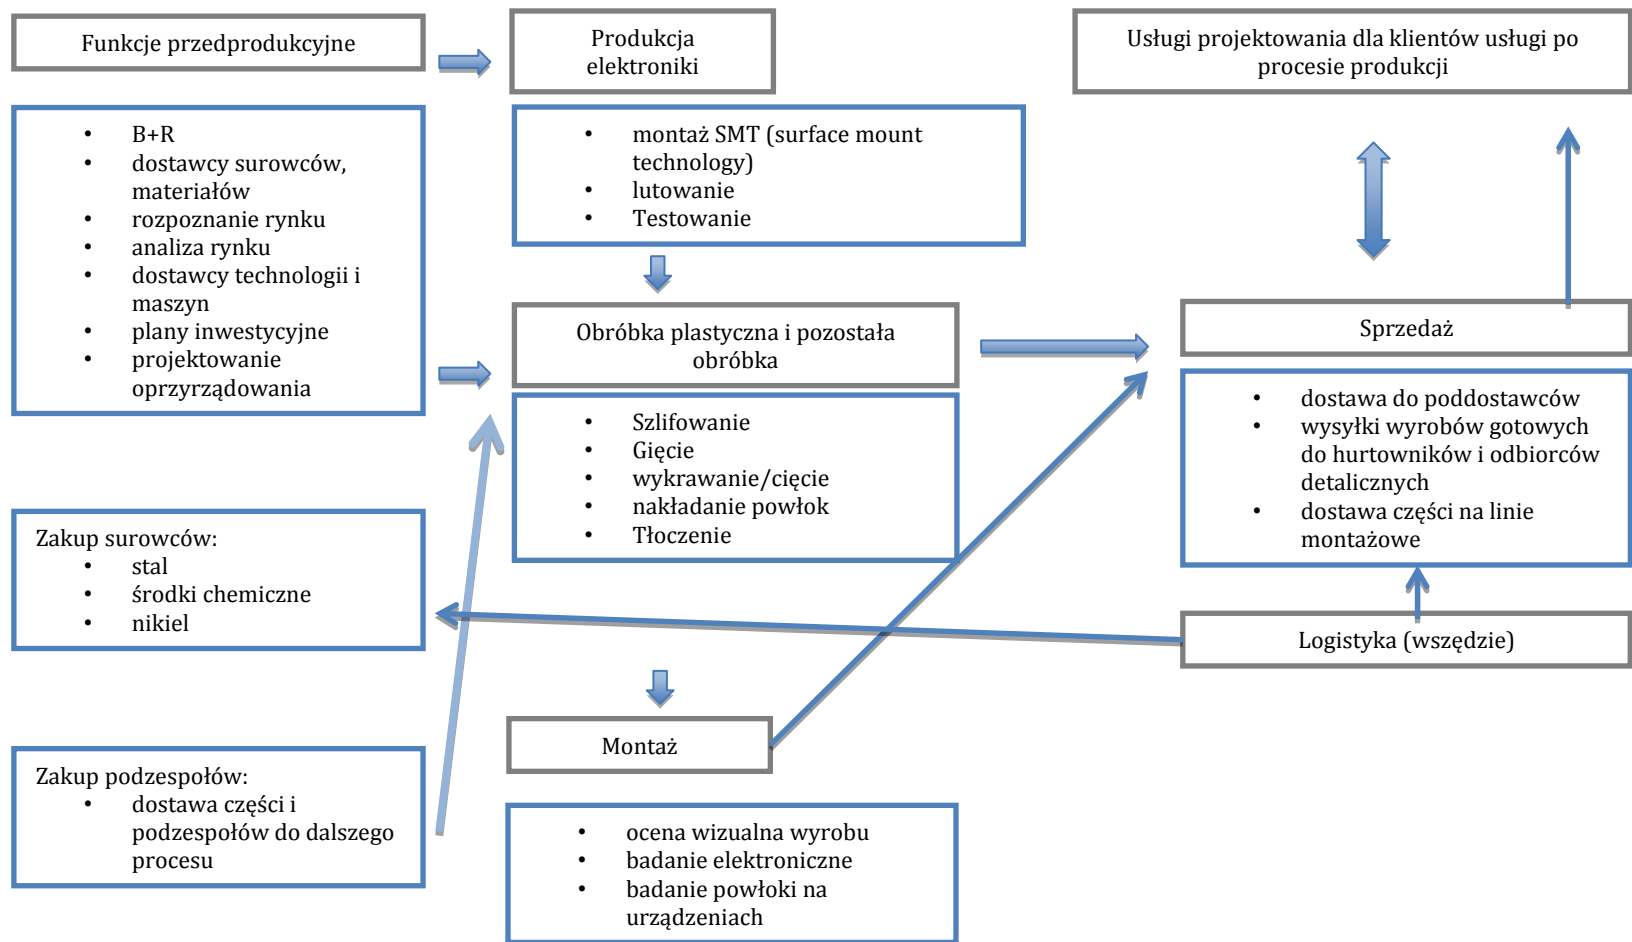 Funkcje przedprodukcyjne
• B+R
• dostawcy surowców,
materiałów
• rozpoznanie rynku
• analiza rynku
• dostawcy technologii i
maszyn
• plany inwestycyjne
• projektowanie
oprzyrządowania
Zakup surowców:
• stal
• środki chemiczne
• nikiel
Zakup podzespołów:
• dostawa części i
podzespołów do dalszego
procesu
Produkcja
elektroniki
• montaż SMT (surface mount
technology)
• lutowanie
• Testowanie
Obróbka plastyczna i pozostała
obróbka
• Szlifowanie
• Gięcie
• wykrawanie/cięcie
• nakładanie powłok
• Tłoczenie
Montaż
• ocena wizualna wyrobu
• badanie elektroniczne
• badanie powłoki na
urządzeniach
Usługi projektowania dla klientów usługi po
procesie produkcji
Sprzedaż
• dostawa do poddostawców
• wysyłki wyrobów gotowych
do hurtowników i odbiorców
detalicznych
• dostawa części na linie
montażowe
Logistyka (wszędzie)